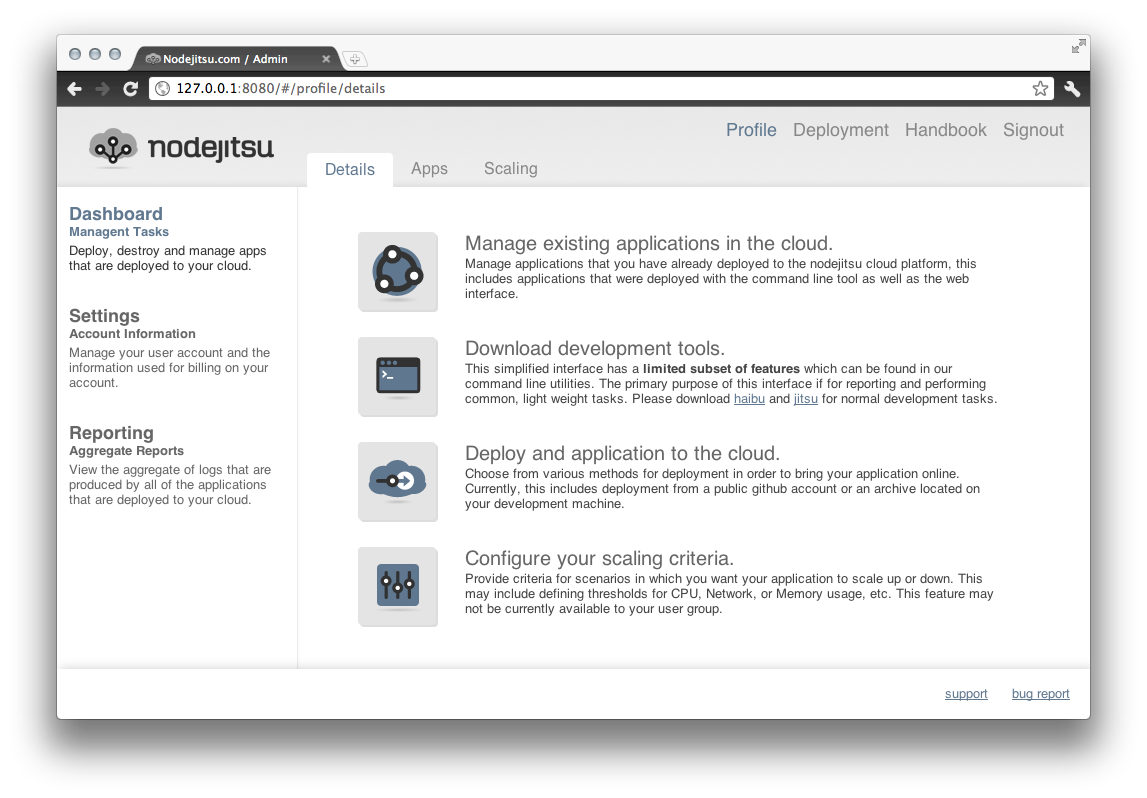 Nodejitsu.com / Admin
127.0.0.1:8080/#/profile/details
nodejitsu
Profile Deployment Handbook Signout
Details Apps Scaling
Dashboard
Managent Tasks
Deploy, destroy and manage apps
that are deployed to your cloud.
Settings
Account Information
Manage your user account and the
information used for billing on your
account.
Reporting
Aggregate Reports
View the aggregate of logs that are
produced by all of the applications
that are deployed to your cloud.
Manage existing applications in the cloud.
Manage applications that you have already deployed to the nodejitsu cloud platform, this
includes applications that were deployed with the command line tool as well as the web
interface.
Download development tools.
This simplified interface has a limited subset of features which can be found in our
command line utilities. The primary purpose of this interface if for reporting and performing
common, light weight tasks. Please download haibu and jitsu for normal development tasks.
Deploy and application to the cloud.
Choose from various methods for deployment in order to bring your application online.
Currently, this includes deployment from a public github account or an archive located on
your development machine.
Configure your scaling criteria.
Provide criteria for scenarios in which you want your application to scale up or down. This
may include defining thresholds for CPU, Network, or Memory usage, etc. This feature may
not be currently available to your user group.
support bug report